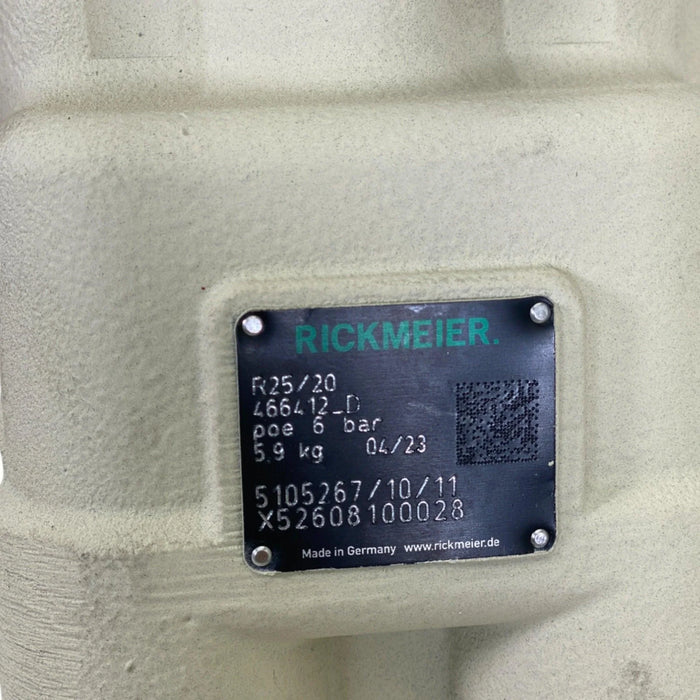 RICKMEIER.
R25/20
466412_D
poe 6 bar
5,9 kg 04/23
5105267/10/11
X52608100028
Made in Germany www.rickmeier.de